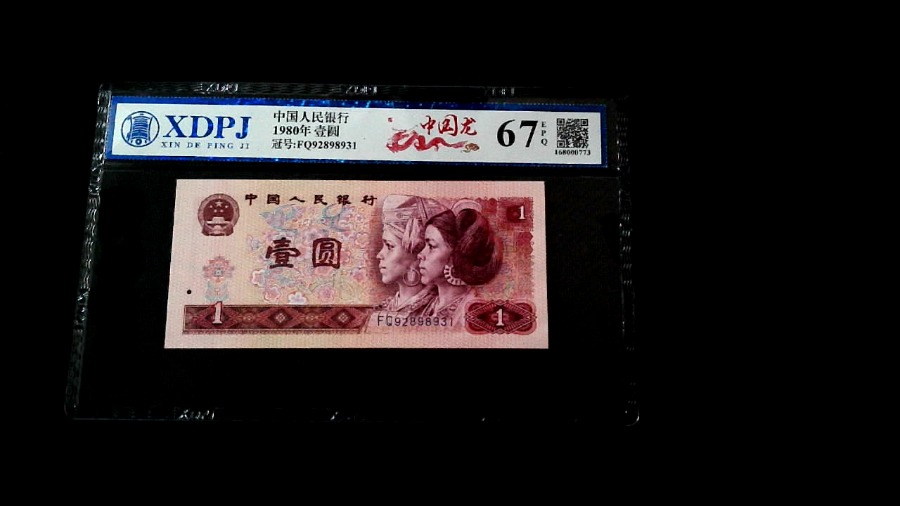 XDPJ
XIN DE PING JI
中国人民银行
1980年 壹圆
冠号:FQ92898931
中国龙
67
EPQ
168000773
中国人民银行
1
壹圆
1
FQ92898931
1